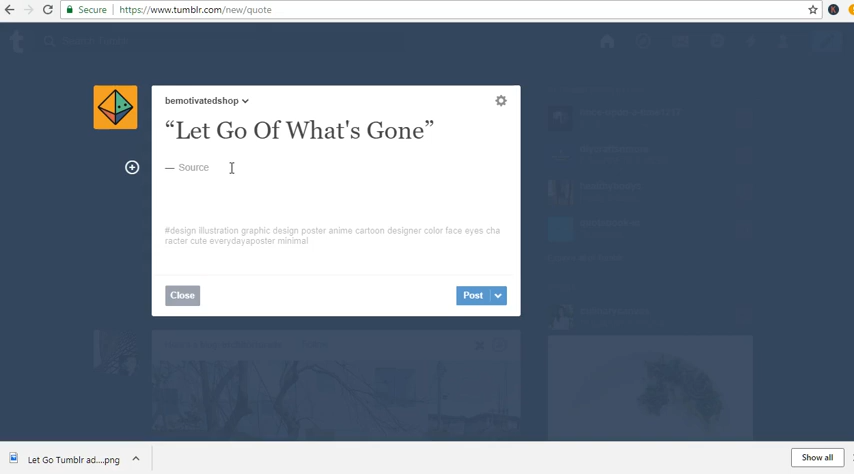 Secure
https://www.tumblr.com/new/quote
bemotivatedshop
“Let Go Of What's Gone”
— Source
#design illustration graphic design poster anime cartoon designer color face eyes cha
racter cute everydayaposter minimal
Close
Post
Let Go Tumblr ad....png
Show all